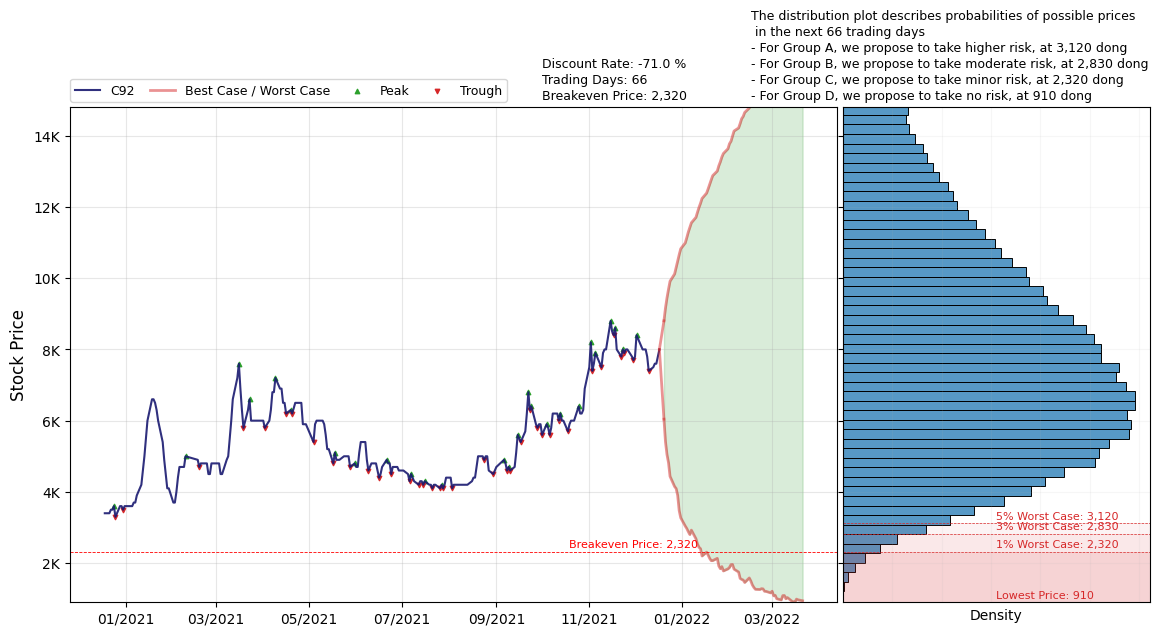 The distribution plot describes probabilities of possible prices
in the next 66 trading days
- For Group A, we propose to take higher risk, at 3,120 dong
- For Group B, we propose to take moderate risk, at 2,830 dong
- For Group C, we propose to take minor risk, at 2,320 dong
- For Group D, we propose to take no risk, at 910 dong
Discount Rate: -71.0 %
Trading Days: 66
Breakeven Price: 2,320
C92
Best Case / Worst Case
Peak
Trough
Stock Price
14K
12K
10K
8K
6K
4K
2K
Breakeven Price: 2,320
5% Worst Case: 3,120
3% Worst Case: 2,830
1% Worst Case: 2,320
Lowest Price: 910
01/2021
03/2021
05/2021
07/2021
09/2021
11/2021
01/2022
03/2022
Density